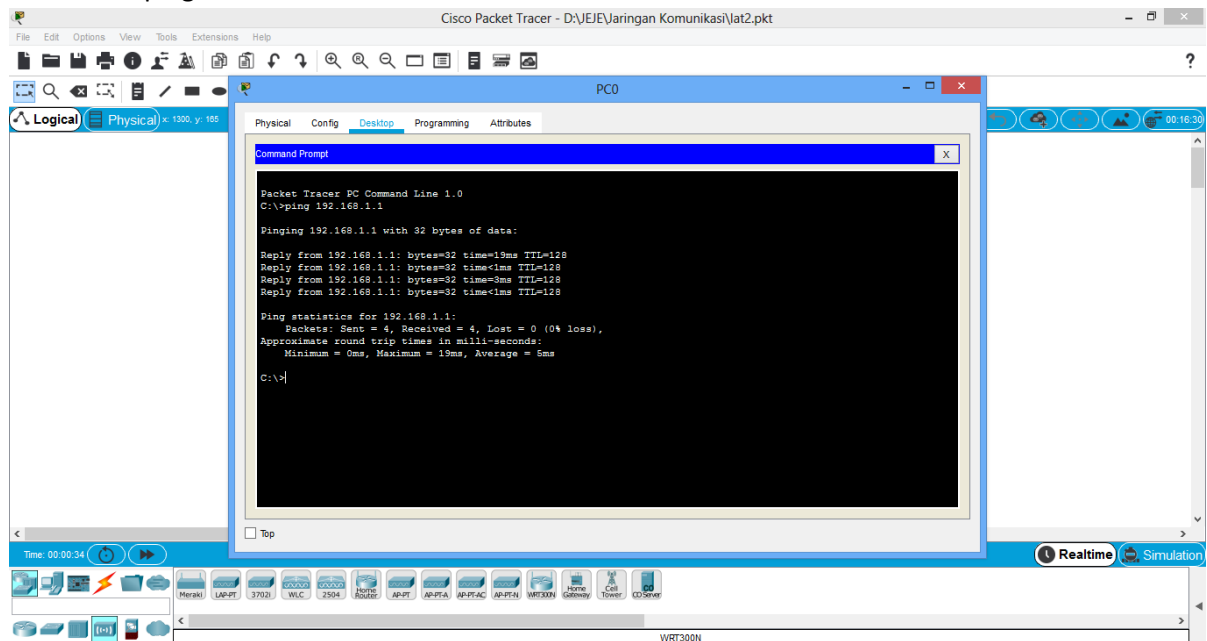 Cisco Packet Tracer - D:\JEJE\Jaringan Komunikasi\lat2.pkt
File Edit Options View Tools Extensions Help
?
PC0
Logical Physical x: 1300, y: 165
00:16:30
Physical Config Desktop Programming Attributes
Command Prompt
X
Packet Tracer PC Command Line 1.0
C:\>ping 192.168.1.1
Pinging 192.168.1.1 with 32 bytes of data:
Reply from 192.168.1.1: bytes=32 time=19ms TTL=128
Reply from 192.168.1.1: bytes=32 time<1ms TTL=128
Reply from 192.168.1.1: bytes=32 time=3ms TTL=128
Reply from 192.168.1.1: bytes=32 time<1ms TTL=128
Ping statistics for 192.168.1.1:
Packets: Sent = 4, Received = 4, Lost = 0 (0% loss),
Approximate round trip times in milli-seconds:
Minimum = 0ms, Maximum = 19ms, Average = 5ms
C:\>
Top
Time: 00:00:34
Realtime Simulation
Meraki LAP-PT 3702i WLC 2504 Home Router AP-PT AP-PT-A AP-PT-AC AP-PT-N WRT300N Home Gateway Cell Tower CO Server
WRT300N